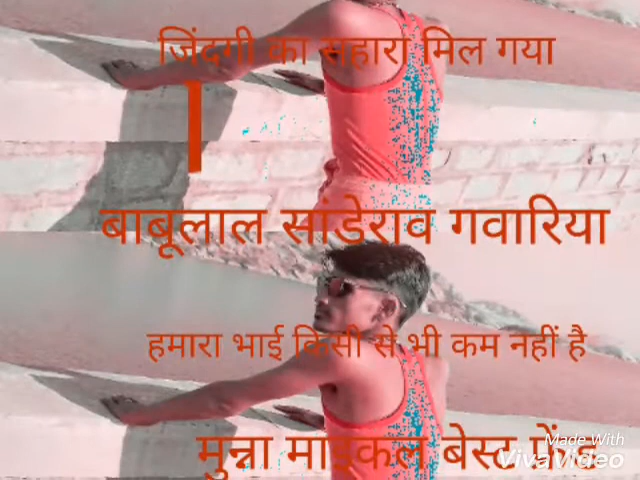 जिंदगी का सहारा मिल गया
बाबूलाल सांडेराव गवारिया
हमारा भाई किसी से भी कम नहीं है
मुन्ना माइकल बेस्ट फ्रेंड
Made With
VivaVideo